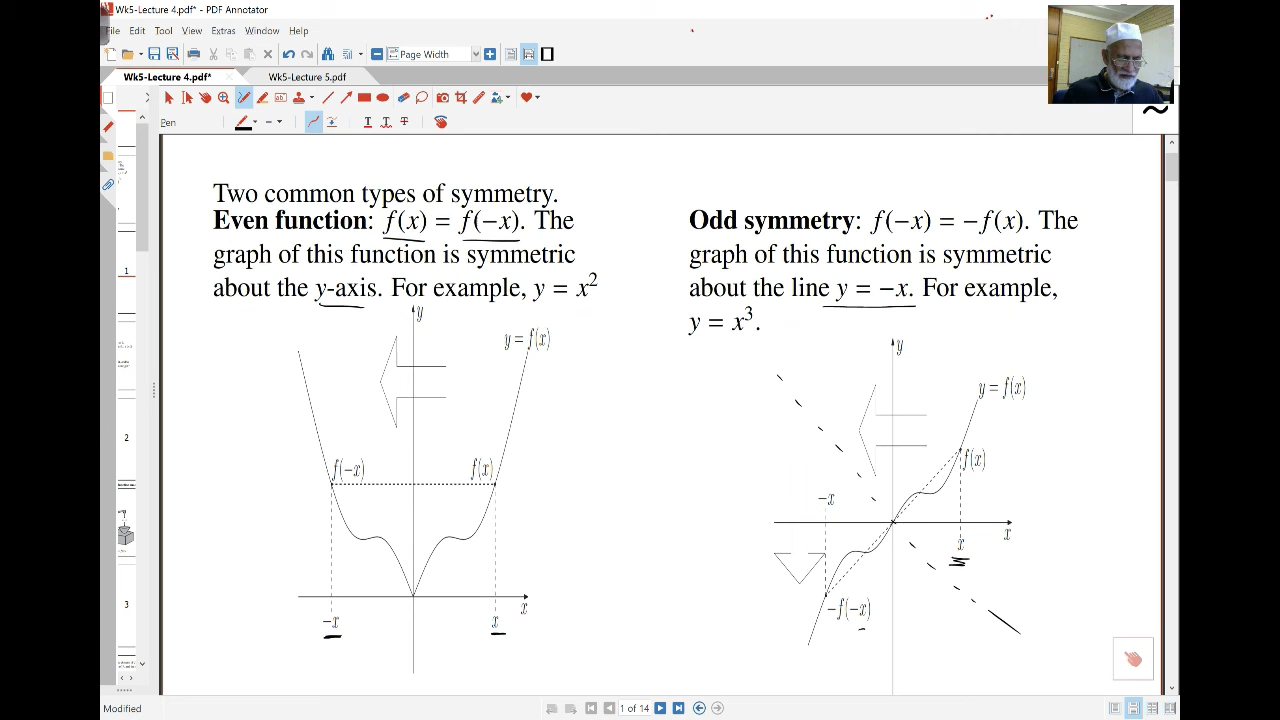 Wk5-Lecture 4.pdf* - PDF Annotator
File Edit Tool View Extras Window Help
Page Width
Wk5-Lecture 4.pdf* Wk5-Lecture 5.pdf
Pen
Two common types of symmetry.
Even function: f(x) = f(−x). The
graph of this function is symmetric
about the y-axis. For example, y = x²
y
y = f(x)
f(−x) f(x)
x
−x x
Odd symmetry: f(−x) = −f(x). The
graph of this function is symmetric
about the line y = −x. For example,
y = x³.
y
y = f(x)
f(x)
−x
x
x
−f(−x)
1
2
3
Modified 1 of 14